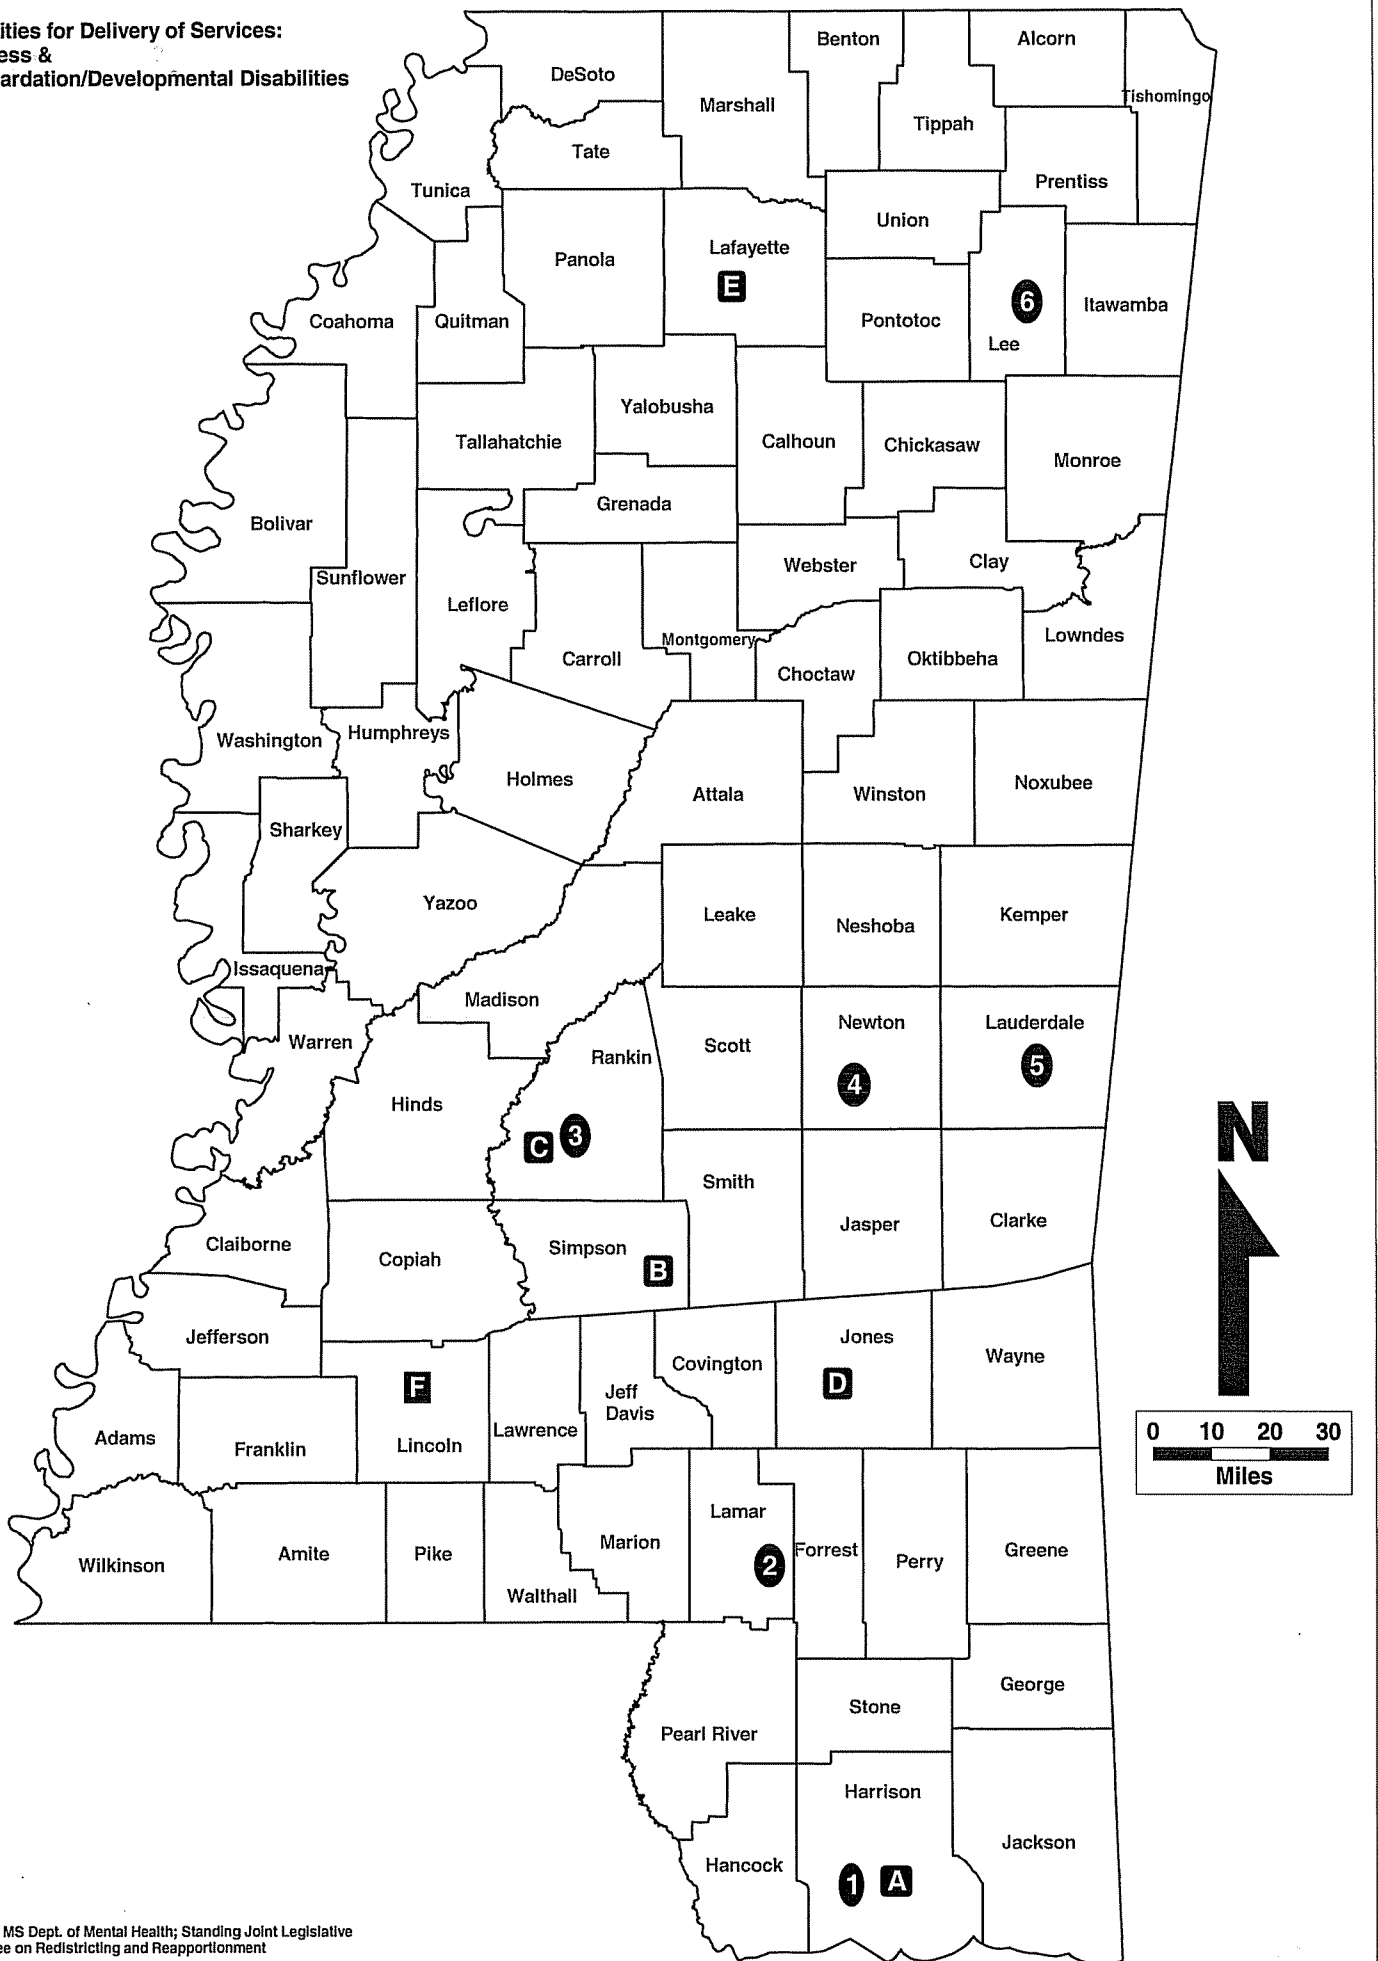 ities for Delivery of Services:
ess &
ardation/Developmental Disabilities
DeSoto
Benton
Alcorn
Tishomingo
Marshall
Tippah
Tate
Prentiss
Tunica
Union
Panola
Lafayette
E
Coahoma
Quitman
Pontotoc
6
Lee
Itawamba
Yalobusha
Tallahatchie
Calhoun
Chickasaw
Monroe
Grenada
Bolivar
Sunflower
Leflore
Webster
Clay
Carroll
Montgomery
Choctaw
Oktibbeha
Lowndes
Washington
Humphreys
Holmes
Attala
Winston
Noxubee
Sharkey
Yazoo
Leake
Neshoba
Kemper
Issaquena
Madison
Warren
Rankin
Scott
Newton
Lauderdale
4
5
Hinds
C
3
N
Smith
Jasper
Clarke
Claiborne
Copiah
Simpson
B
Jefferson
Covington
Jones
Wayne
F
Jeff
Davis
D
Adams
Franklin
Lincoln
Lawrence
0 10 20 30
Miles
Lamar
Wilkinson
Amite
Pike
Walthall
Marion
2
Forrest
Perry
Greene
George
Stone
Pearl River
Harrison
Jackson
Hancock
1
A
MS Dept. of Mental Health; Standing Joint Legislative
ee on Redistricting and Reapportionment